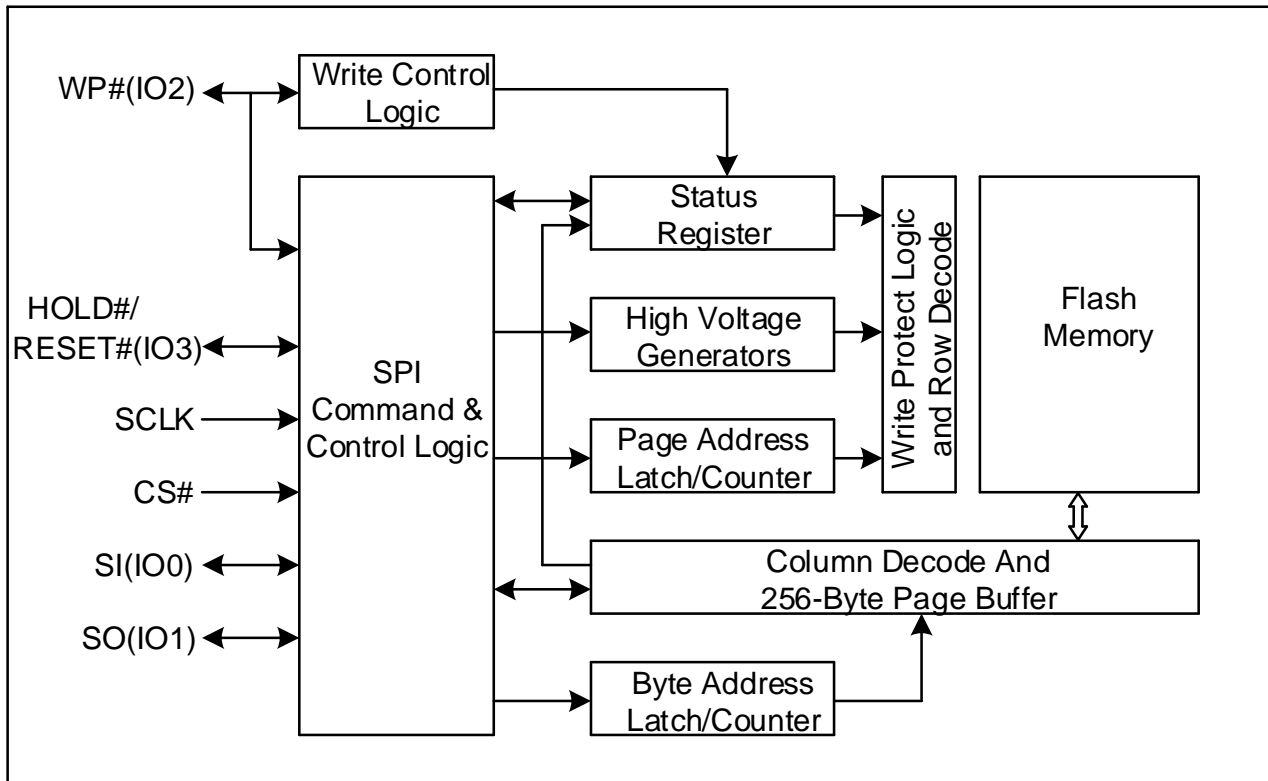 WP#(IO2)
Write Control
Logic
HOLD#/
RESET#(IO3)
SCLK
CS#
SI(IO0)
SO(IO1)
SPI
Command &
Control Logic
Status
Register
High Voltage
Generators
Page Address
Latch/Counter
Write Protect Logic
and Row Decode
Flash
Memory
Column Decode And
256-Byte Page Buffer
Byte Address
Latch/Counter